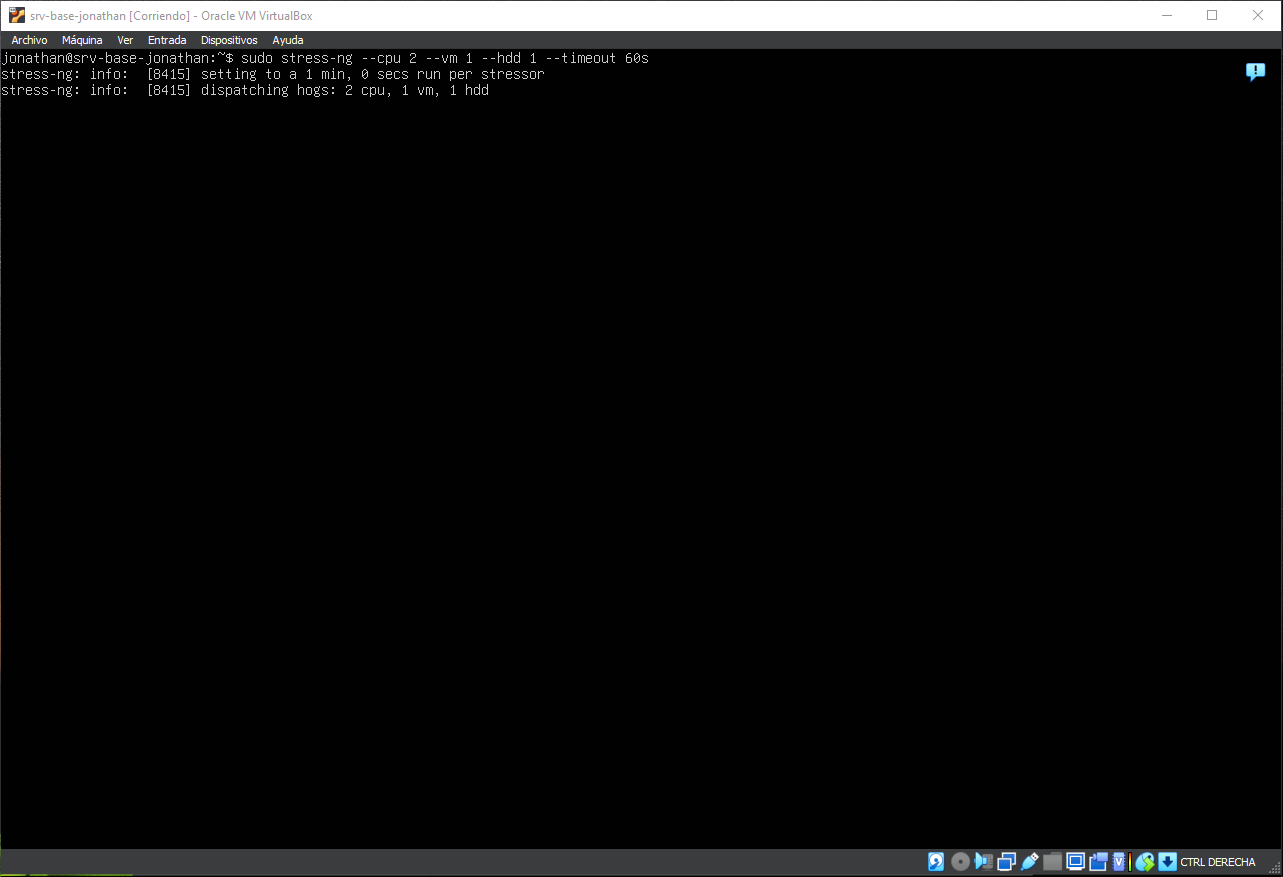 srv-base-jonathan [Corriendo] - Oracle VM VirtualBox
Archivo Máquina Ver Entrada Dispositivos Ayuda
jonathan@srv-base-jonathan:~$ sudo stress-ng --cpu 2 --vm 1 --hdd 1 --timeout 60s
stress-ng: info:  [8415] setting to a 1 min, 0 secs run per stressor
stress-ng: info:  [8415] dispatching hogs: 2 cpu, 1 vm, 1 hdd
CTRL DERECHA